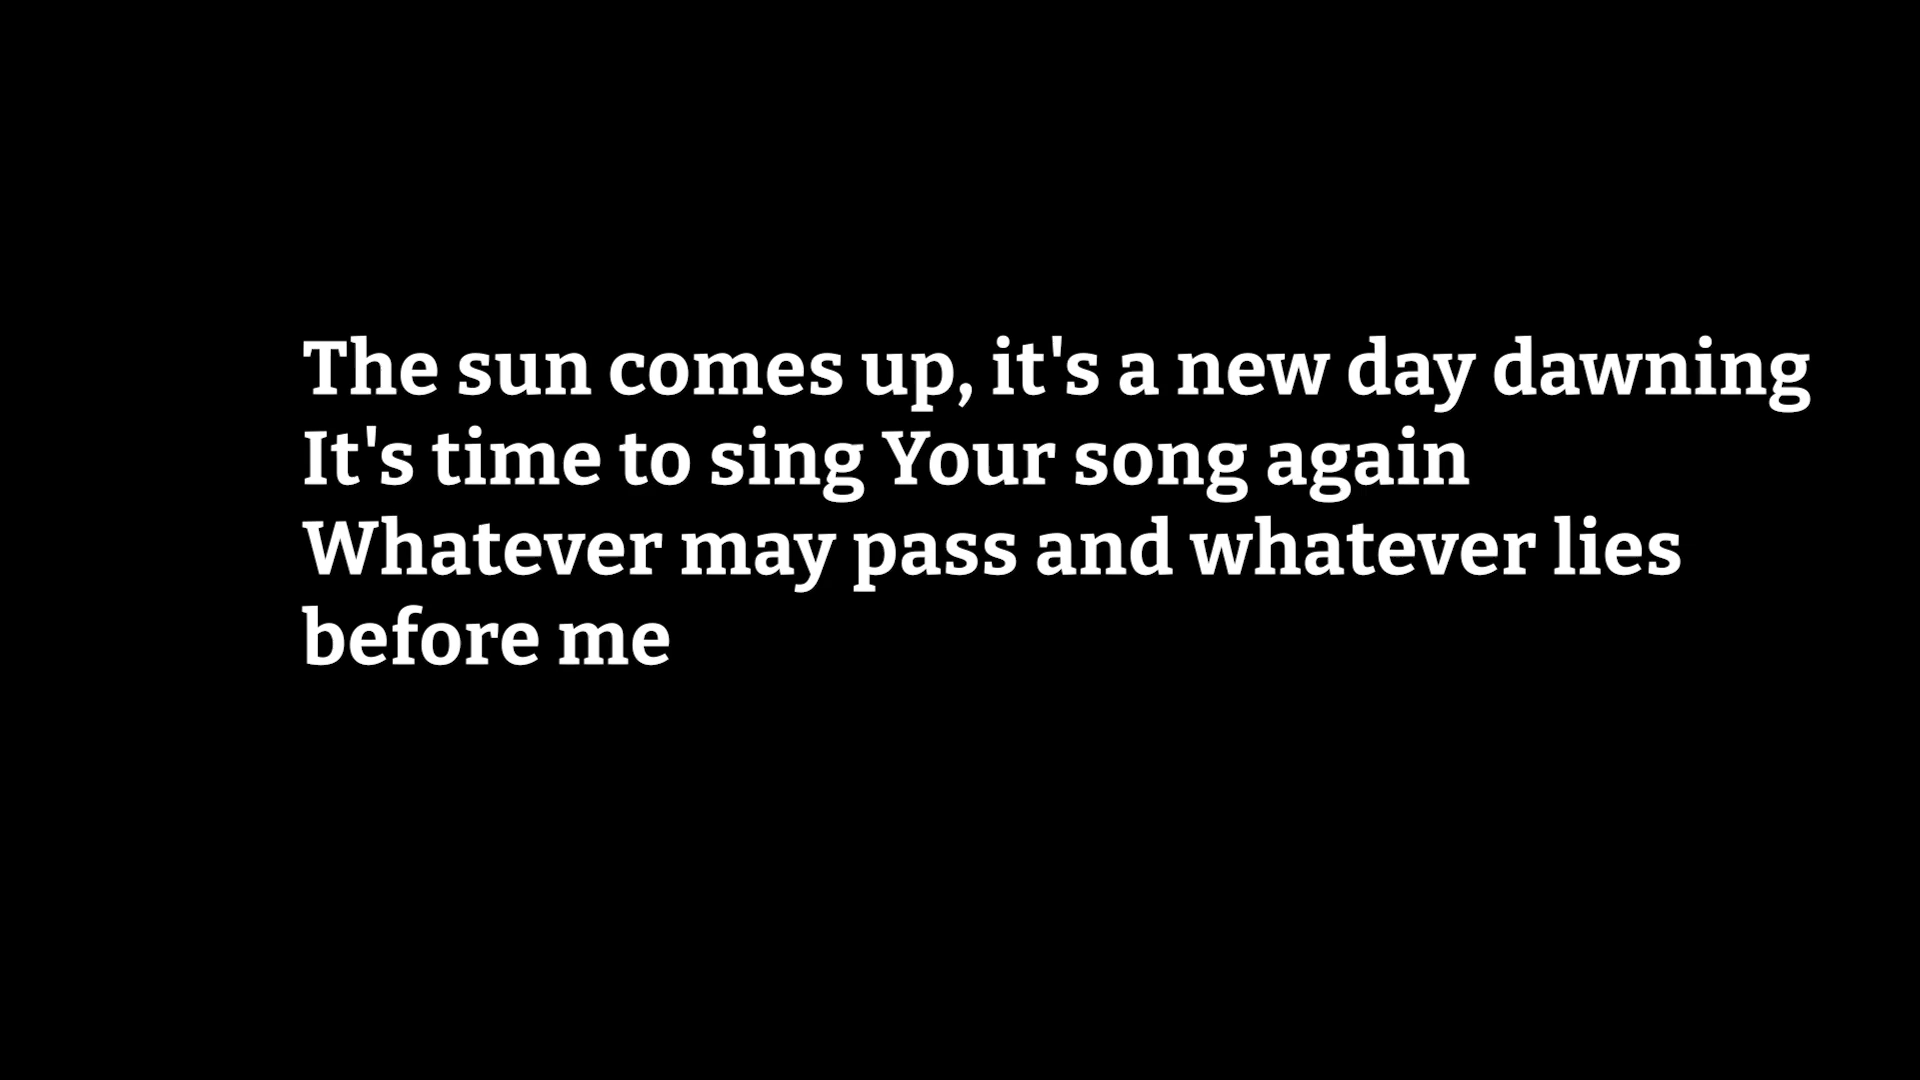 The sun comes up, it's a new day dawning
It's time to sing Your song again
Whatever may pass and whatever lies
before me